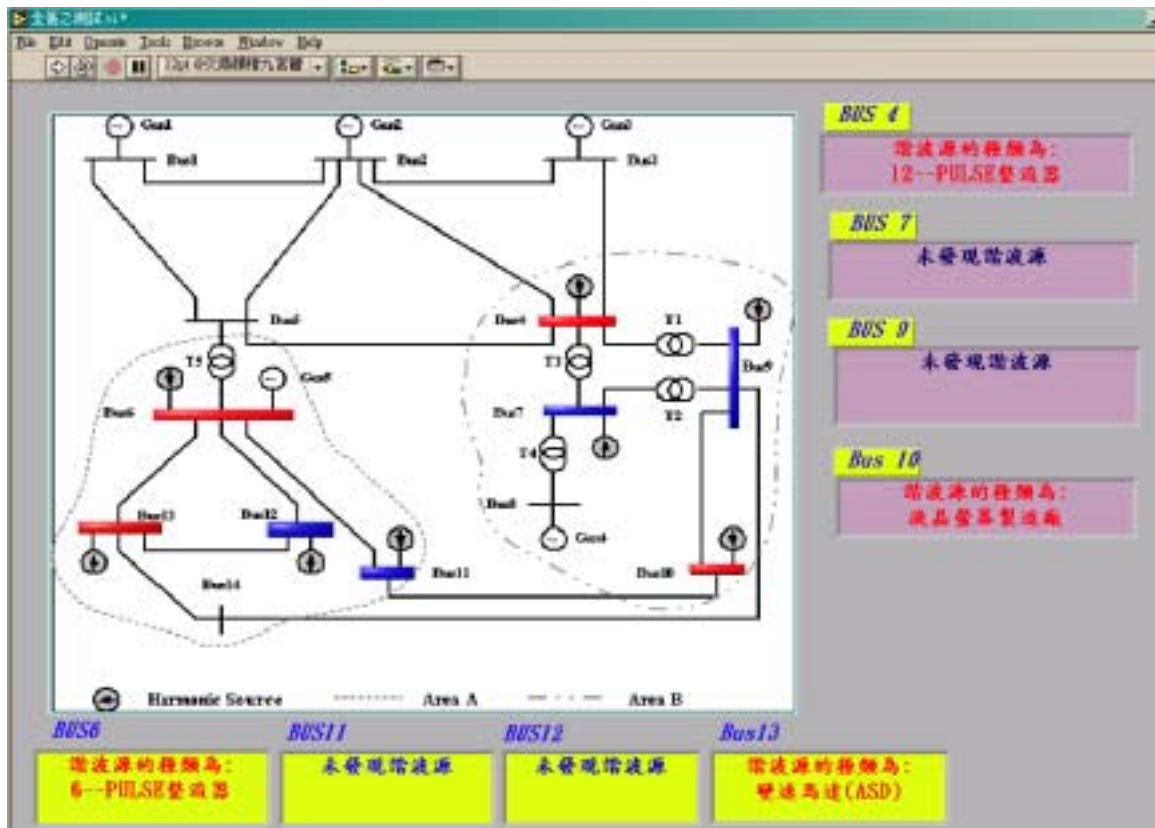 全區之測試.vi *
File Edit Operate Tools Browse Window Help
Gen1
Gen2
Gen3
Bus1
Bus2
Bus3
Bus4
T1
Bus5
T5
Gen5
T3
Bus9
Bus6
Bus7
T2
T4
Bus8
Bus13
Bus12
Gen4
Bus11
Bus10
Bus14
Harmonic Source
Area A
Area B
BUS 4
諧波源的種類為:
12--PULSE整流器
BUS 7
未發現諧波源
BUS 9
未發現諧波源
Bus 10
諧波源的種類為:
液晶螢幕製造廠
BUS6
諧波源的種類為:
6--PULSE整流器
BUS11
未發現諧波源
BUS12
未發現諧波源
Bus13
諧波源的種類為:
變速馬達(ASD)